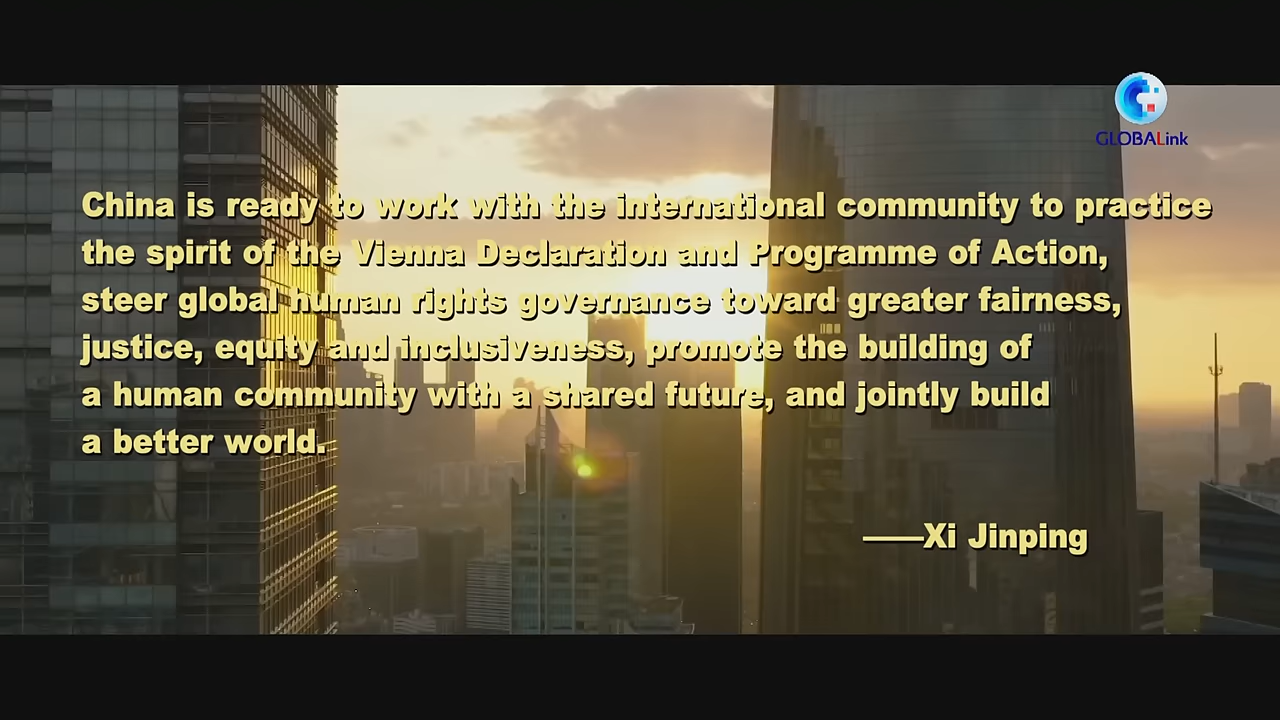 GLOBALink
China is ready to work with the international community to practice
the spirit of the Vienna Declaration and Programme of Action,
steer global human rights governance toward greater fairness,
justice, equity and inclusiveness, promote the building of
a human community with a shared future, and jointly build
a better world.
——Xi Jinping